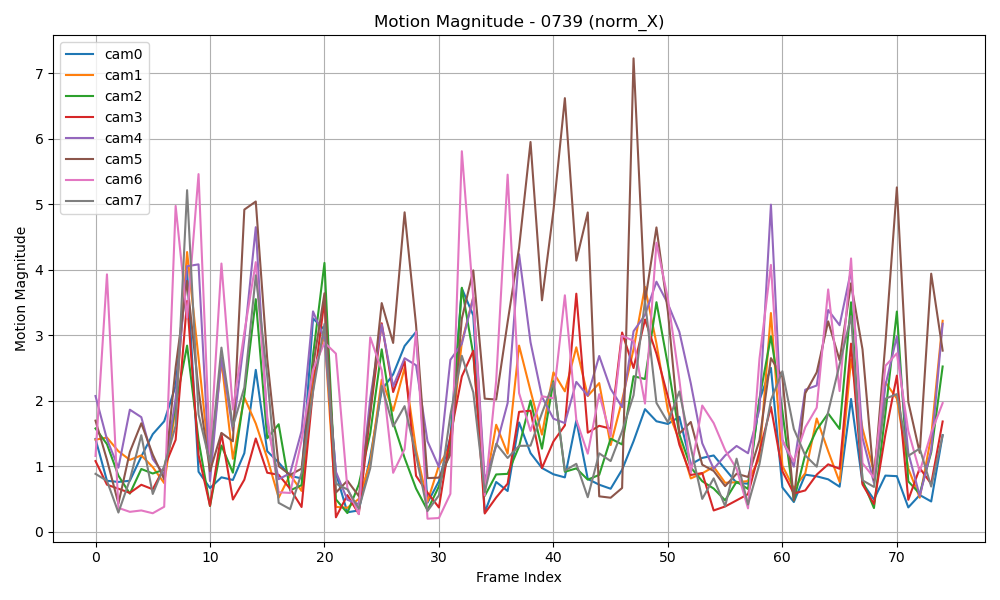 Motion Magnitude - 0739 (norm_X)
cam0
cam1
cam2
cam3
cam4
cam5
cam6
cam7
Motion Magnitude
7
6
5
4
3
2
1
0
0 10 20 30 40 50 60 70
Frame Index